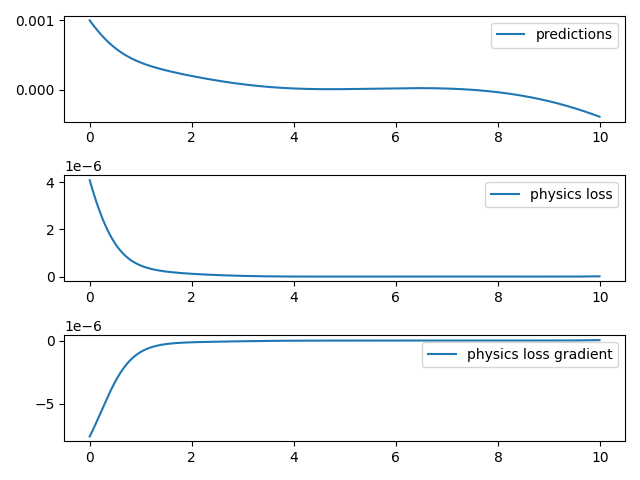 0.001
0.000
predictions
0 2 4 6 8 10
1e−6
4
2
0
physics loss
0 2 4 6 8 10
1e−6
0
−5
physics loss gradient
0 2 4 6 8 10